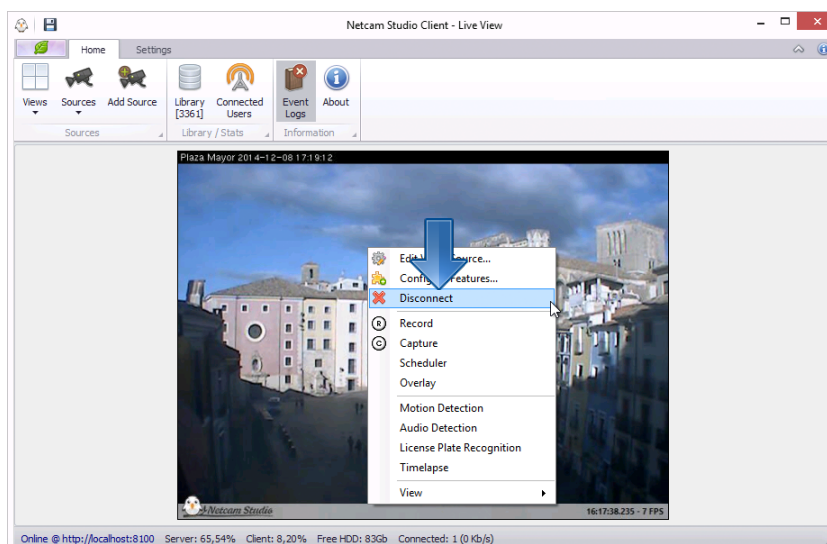 Netcam Studio Client - Live View
Home Settings
Views Sources Add Source Library [3361] Connected Users Event Logs About
Sources Library / Stats Information
Plaza Mayor 2014-12-08 17:19:12
Edit Source...
Features...
Disconnect
Record
Capture
Scheduler
Overlay
Motion Detection
Audio Detection
License Plate Recognition
Timelapse
View
Netcam Studio 16:17:38.235 - 7 FPS
Online @ http://localhost:8100 Server: 65,54% Client: 8,20% Free HDD: 83Gb Connected: 1 (0 Kb/s)